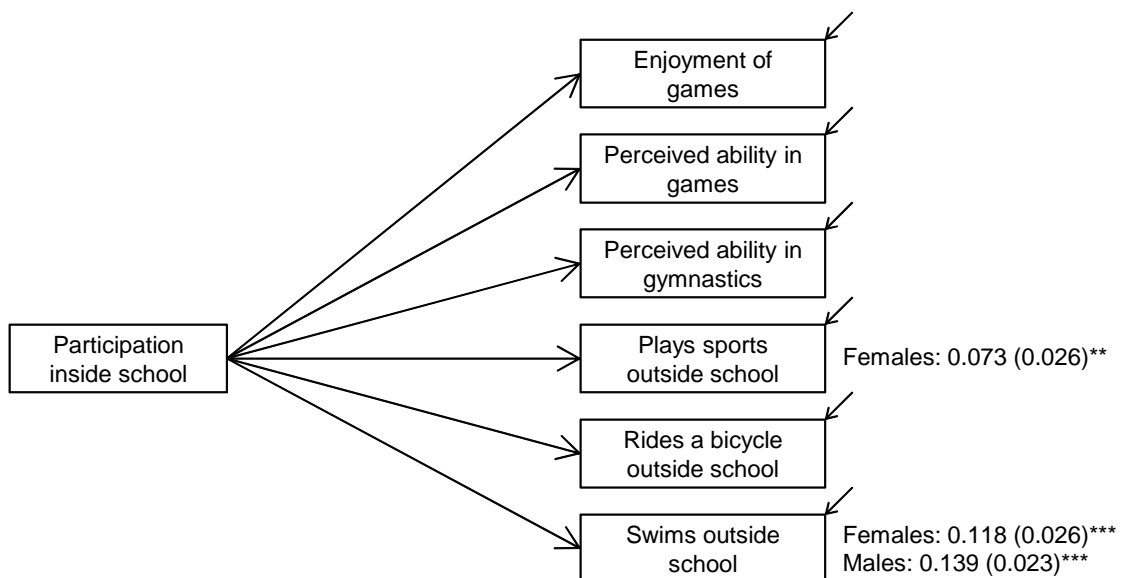 Enjoyment of
games
Perceived ability in
games
Perceived ability in
gymnastics
Participation
inside school
Plays sports
outside school
Females: 0.073 (0.026)**
Rides a bicycle
outside school
Swims outside
school
Females: 0.118 (0.026)***
Males: 0.139 (0.023)***